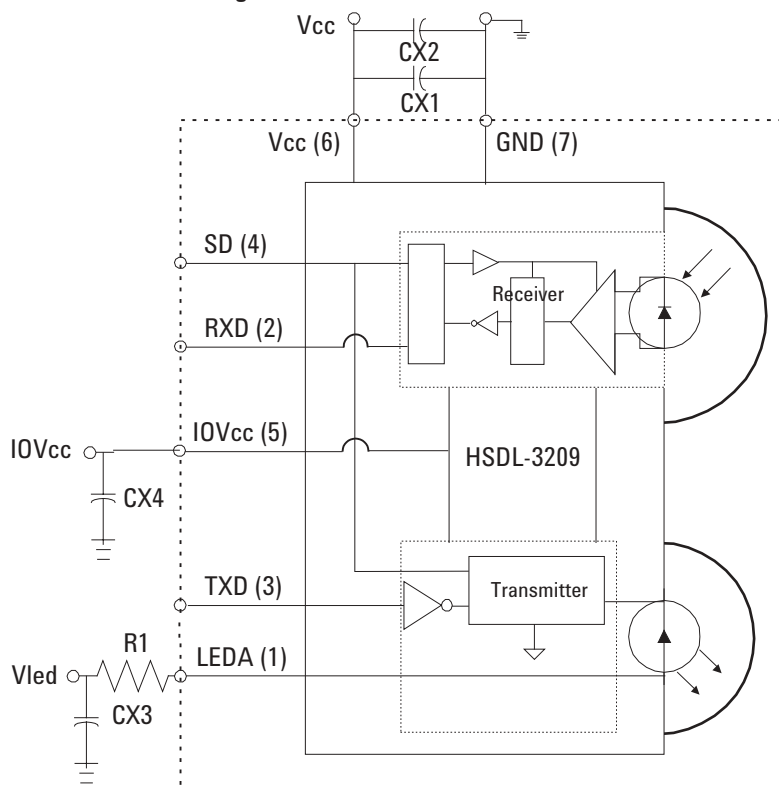 Vcc
CX2
CX1
Vcc (6)
GND (7)
SD (4)
Receiver
RXD (2)
IOVcc
IOVcc (5)
HSDL-3209
CX4
TXD (3)
Transmitter
R1
LEDA (1)
Vled
CX3